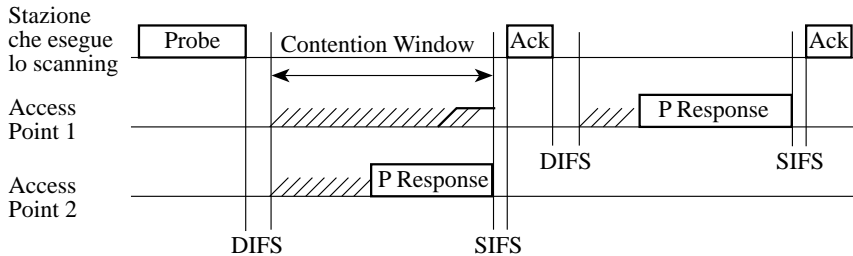 Stazione
che esegue
lo scanning
Probe
Contention Window
Ack
Ack
Access
Point 1
P Response
DIFS
SIFS
Access
Point 2
P Response
DIFS
SIFS